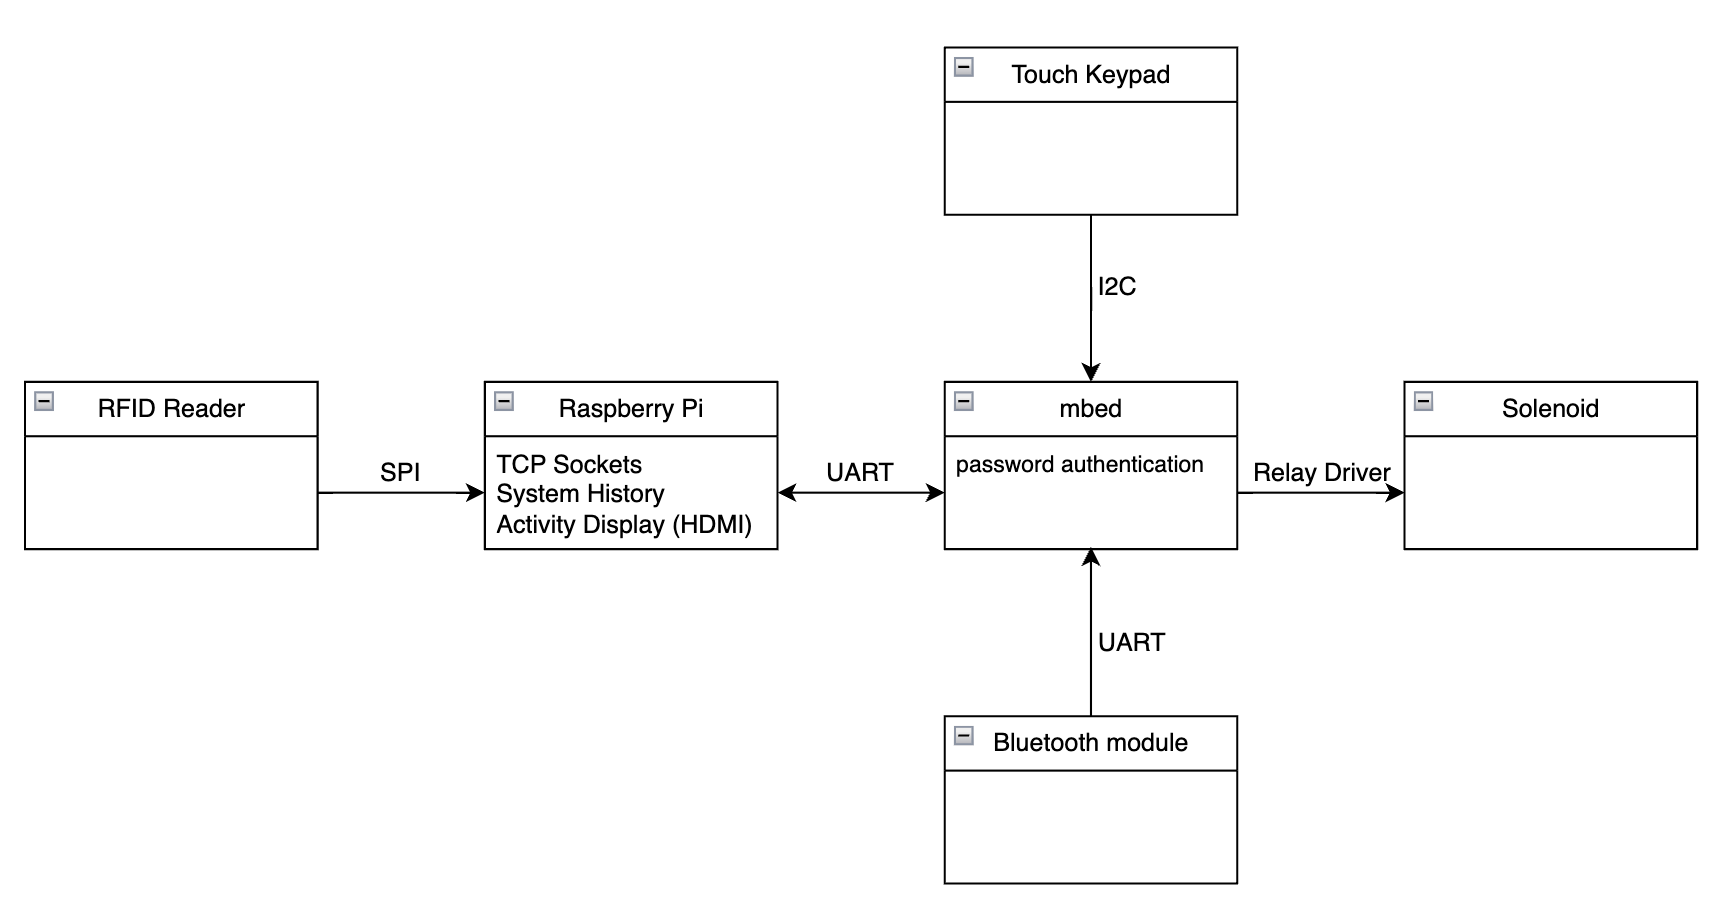 Touch Keypad
I2C
RFID Reader
SPI
Raspberry Pi
TCP Sockets
System History
Activity Display (HDMI)
UART
mbed
password authentication
Relay Driver
Solenoid
UART
Bluetooth module